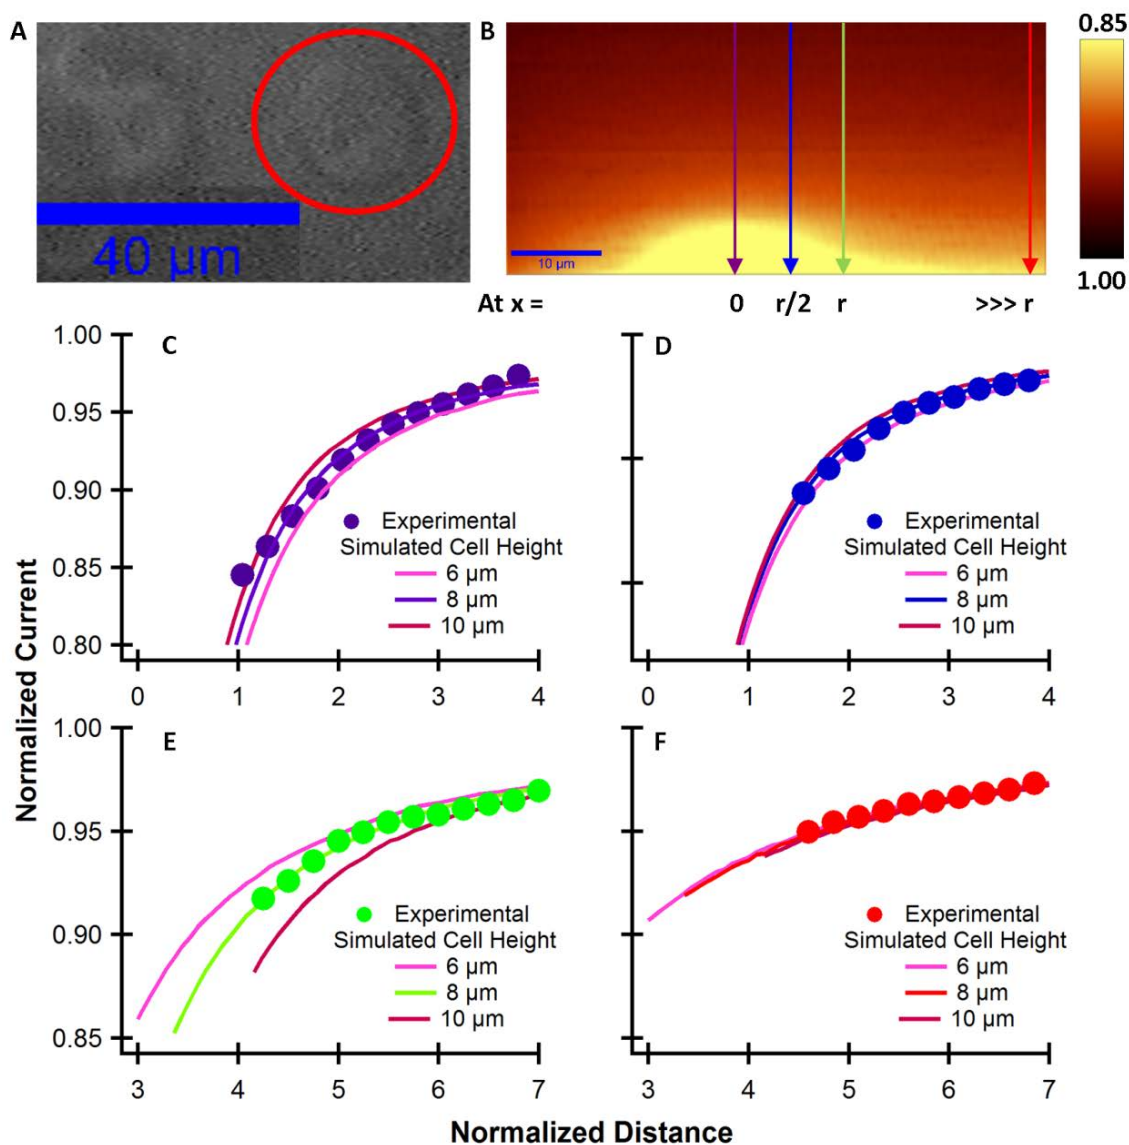 A
40 µm
B
10 µm
0.85
1.00
At x =
0
r/2
r
>>> r
Normalized Current
C
1.00
0.95
0.90
0.85
0.80
Experimental
Simulated Cell Height
6 µm
8 µm
10 µm
0 1 2 3 4
D
Experimental
Simulated Cell Height
6 µm
8 µm
10 µm
0 1 2 3 4
E
1.00
0.95
0.90
0.85
Experimental
Simulated Cell Height
6 µm
8 µm
10 µm
3 4 5 6 7
F
Experimental
Simulated Cell Height
6 µm
8 µm
10 µm
3 4 5 6 7
Normalized Distance